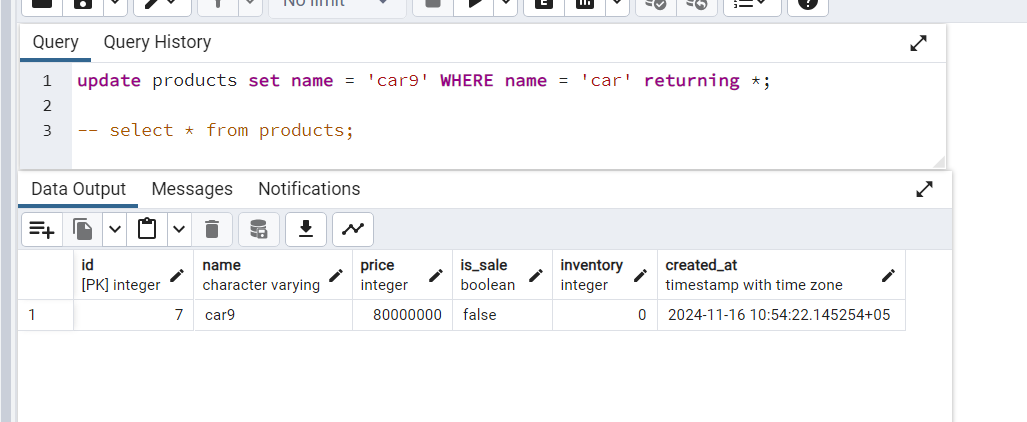 No limit
Query Query History
1 update products set name = 'car9' WHERE name = 'car' returning *;
2
3 -- select * from products;
Data Output Messages Notifications
id name price is_sale inventory created_at
[PK] integer character varying integer boolean integer timestamp with time zone
1 7 car9 80000000 false 0 2024-11-16 10:54:22.145254+05